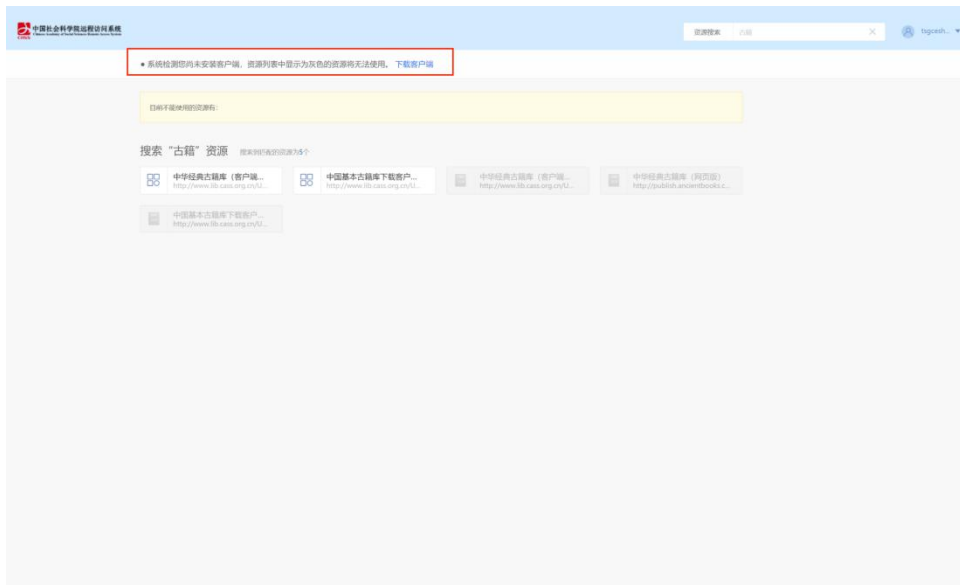 中国社会科学院远程访问系统
资源搜索 古籍
tsgcesh...
● 系统检测您尚未安装客户端，资源列表中显示为灰色的资源将无法使用。 下载客户端
目前不能使用的资源有:
搜索 “古籍” 资源 搜索到匹配的资源为5个
中华经典古籍库（客户端...
http://www.lib.cass.org.cn/U...
中国基本古籍库下载客户...
http://www.lib.cass.org.cn/U...
中华经典古籍库（客户端...
http://www.lib.cass.org.cn/U...
中华经典古籍库（网页版）
http://publish.ancientbooks.c...
中国基本古籍库下载客户...
http://www.lib.cass.org.cn/U...